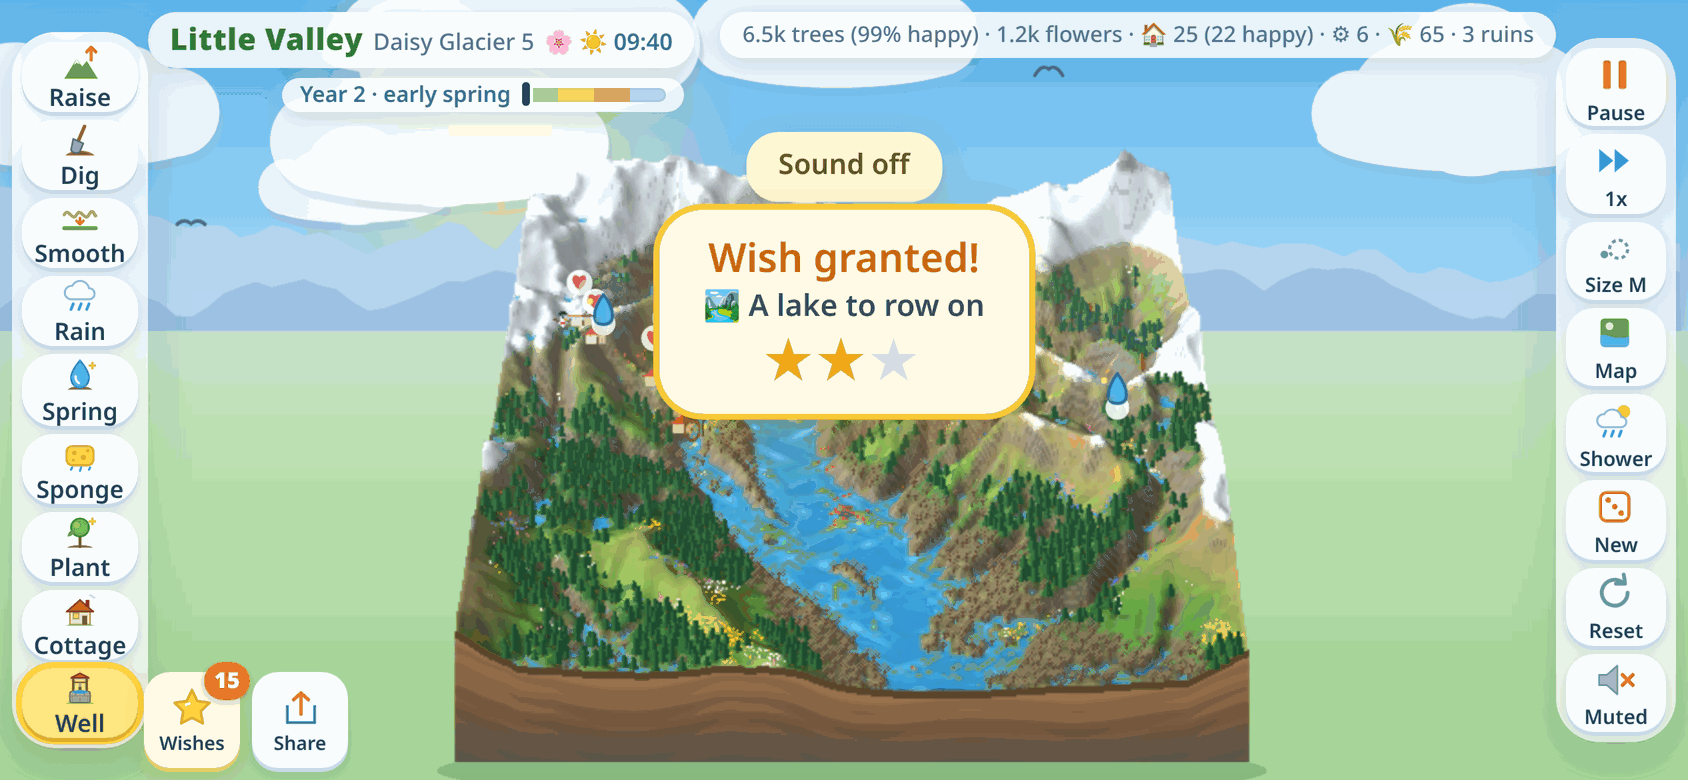 Little Valley Daisy Glacier 5 09:40
6.5k trees (99% happy) · 1.2k flowers · 25 (22 happy) · 6 · 65 · 3 ruins
Year 2 · early spring
Sound off
Wish granted!
A lake to row on
Raise
Dig
Smooth
Rain
Spring
Sponge
Plant
Cottage
Well
15
Wishes
Share
Pause
1x
Size M
Map
Shower
New
Reset
Muted